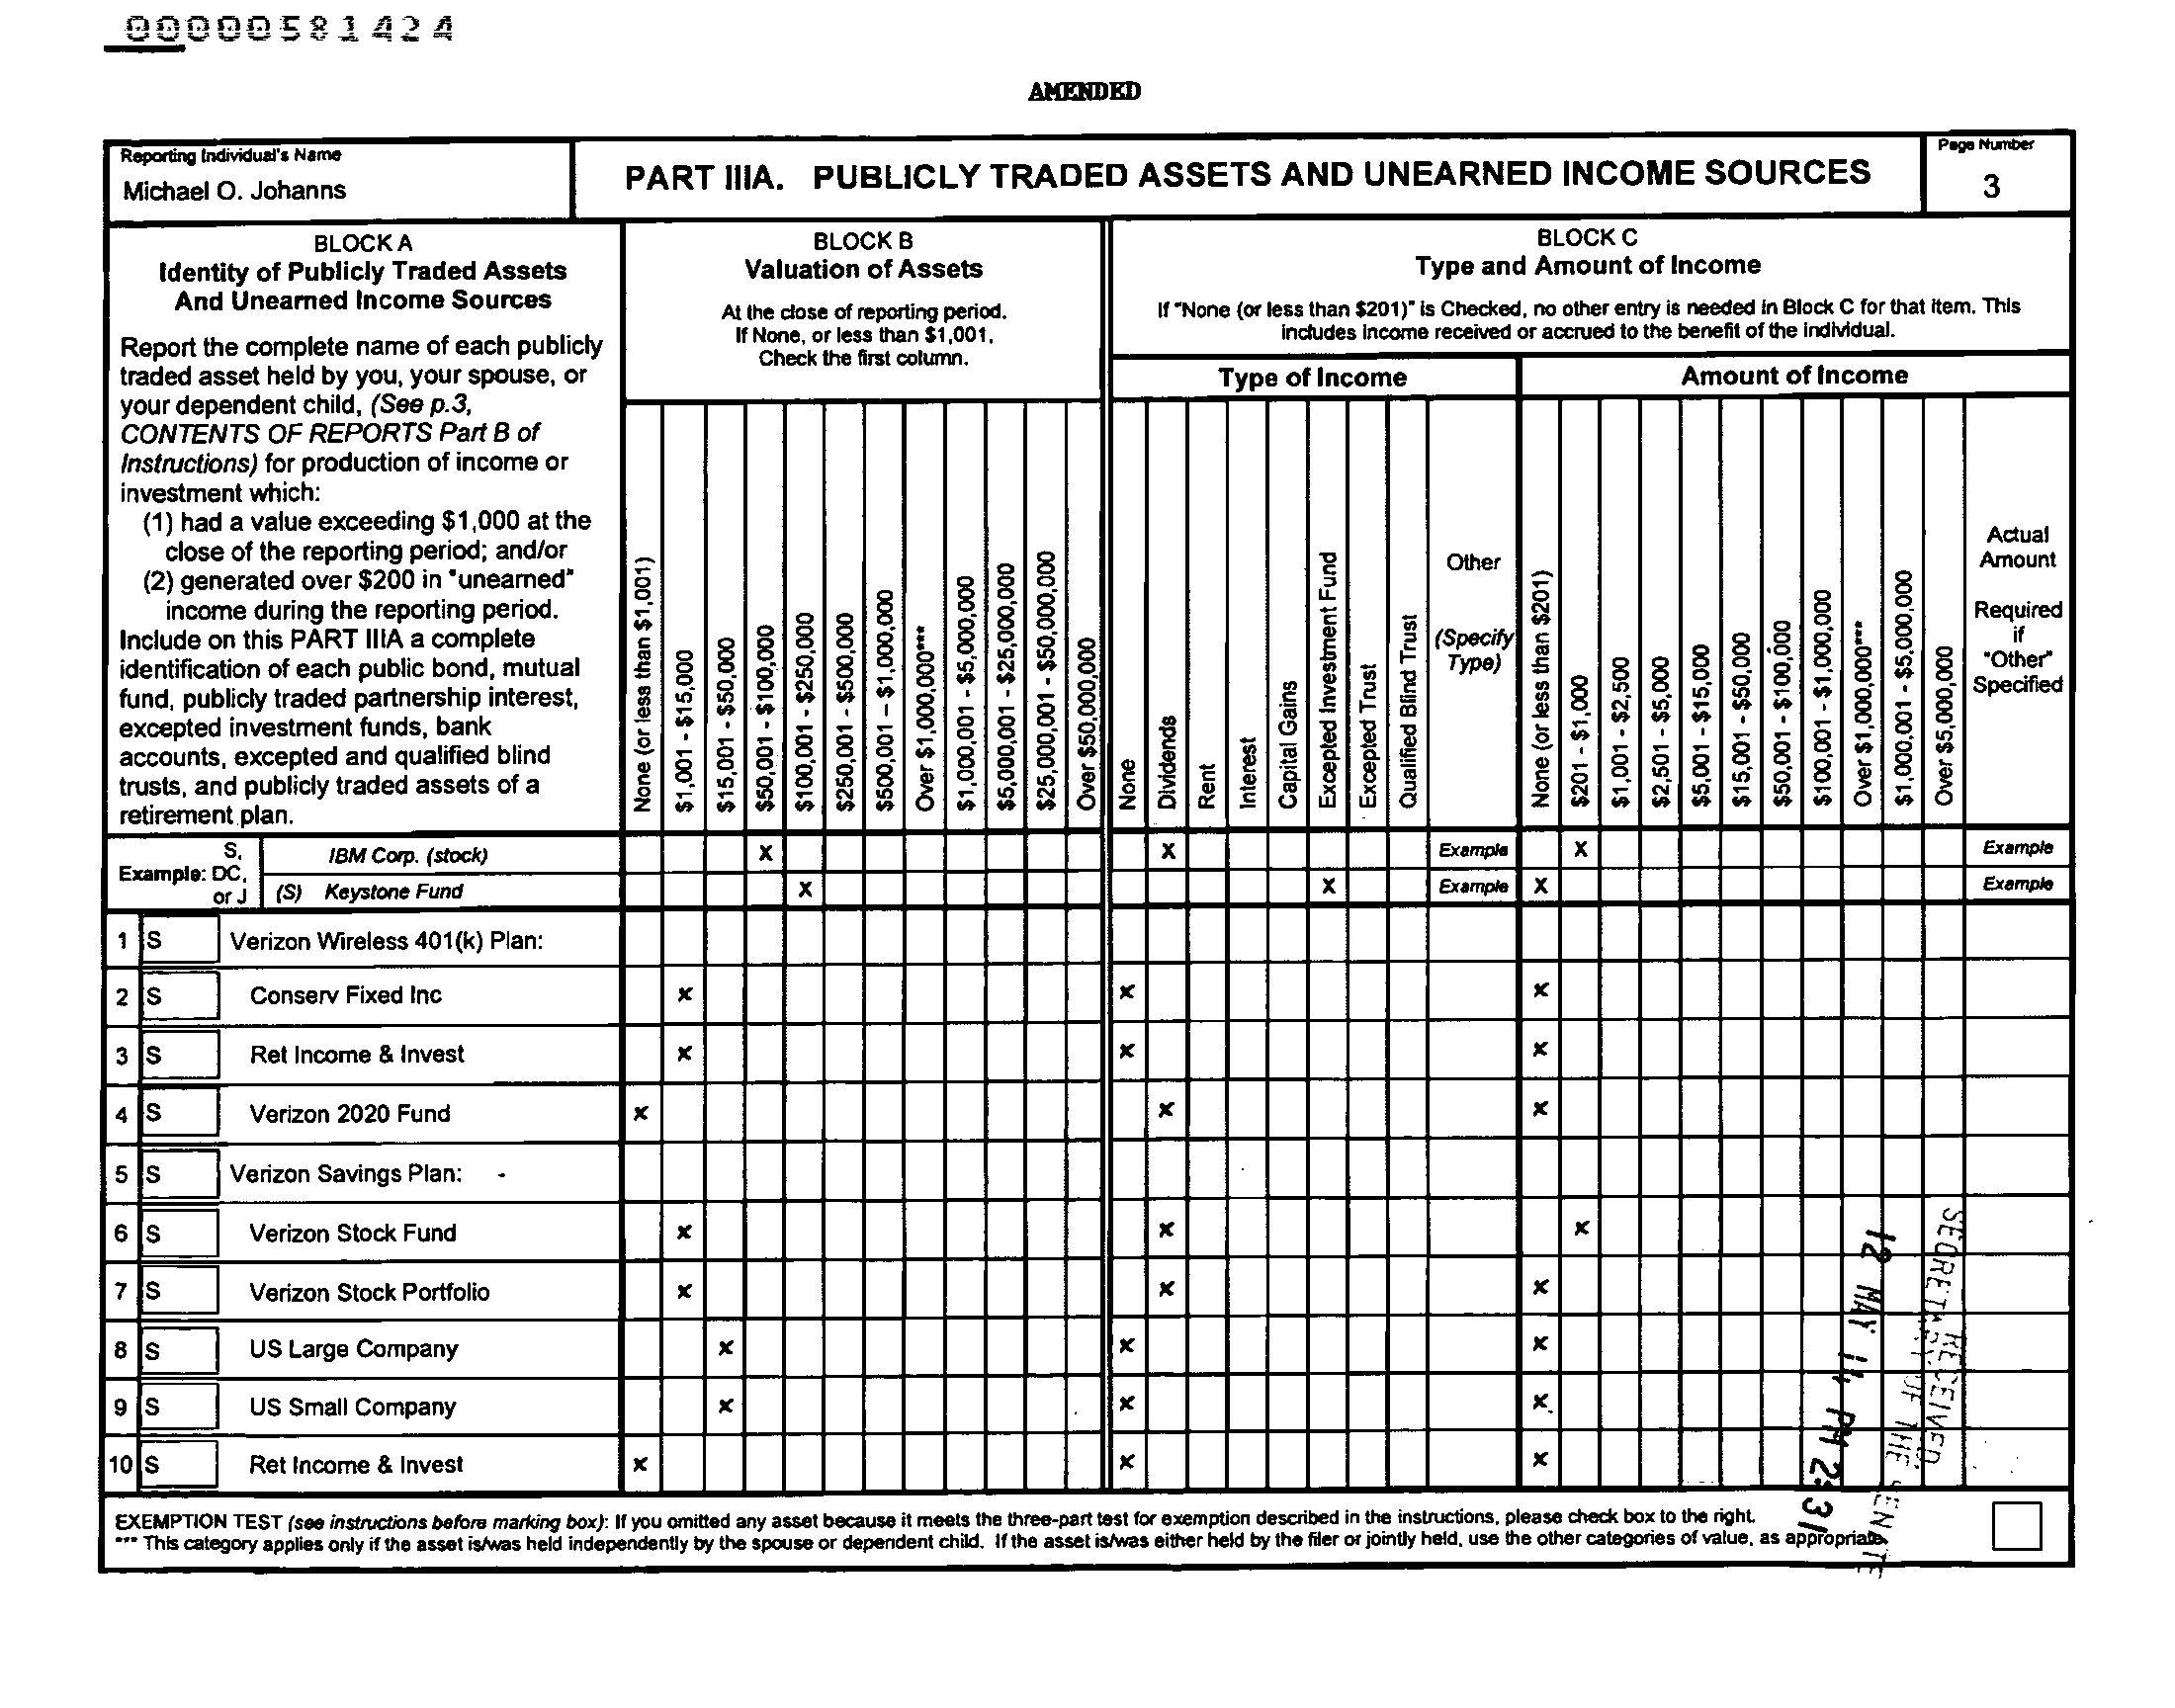 00000581424
AMENDED
Reporting Individual's Name
Michael O. Johanns
PART IIIA. PUBLICLY TRADED ASSETS AND UNEARNED INCOME SOURCES
Page Number
3
BLOCK A
Identity of Publicly Traded Assets
And Unearned Income Sources
Report the complete name of each publicly
traded asset held by you, your spouse, or
your dependent child, (See p.3,
CONTENTS OF REPORTS Part B of
Instructions) for production of income or
investment which:
(1) had a value exceeding $1,000 at the
close of the reporting period; and/or
(2) generated over $200 in "unearned"
income during the reporting period.
Include on this PART IIIA a complete
identification of each public bond, mutual
fund, publicly traded partnership interest,
excepted investment funds, bank
accounts, excepted and qualified blind
trusts, and publicly traded assets of a
retirement plan.
BLOCK B
Valuation of Assets
At the close of reporting period.
If None, or less than $1,001,
Check the first column.
None (or less than $1,001)
$1,001 - $15,000
$15,001 - $50,000
$50,001 - $100,000
$100,001 - $250,000
$250,001 - $500,000
$500,001 – $1,000,000
Over $1,000,000***
$1,000,001 - $5,000,000
$5,000,001 - $25,000,000
$25,000,001 - $50,000,000
Over $50,000,000
BLOCK C
Type and Amount of Income
If "None (or less than $201)" is Checked, no other entry is needed in Block C for that item. This
includes income received or accrued to the benefit of the individual.
Type of Income
None
Dividends
Rent
Interest
Capital Gains
Excepted Investment Fund
Excepted Trust
Qualified Blind Trust
Other
(Specify
Type)
Amount of Income
None (or less than $201)
$201 - $1,000
$1,001 - $2,500
$2,501 - $5,000
$5,001 - $15,000
$15,001 - $50,000
$50,001 - $100,000
$100,001 - $1,000,000
Over $1,000,000***
$1,000,001 - $5,000,000
Over $5,000,000
Actual
Amount
Required
if
"Other"
Specified
Example: S, DC, or J
IBM Corp. (stock) X X Example X Example
(S) Keystone Fund X X Example X Example
1 S Verizon Wireless 401(k) Plan:
2 S Conserv Fixed Inc x x x
3 S Ret Income & Invest x x x
4 S Verizon 2020 Fund x x x
5 S Verizon Savings Plan: -
6 S Verizon Stock Fund x x x
7 S Verizon Stock Portfolio x x x
8 S US Large Company x x x
9 S US Small Company x x x
10 S Ret Income & Invest x x x
SECRETARY OF THE SENATE
RECEIVED
12 MAY 14 PM 2:31
EXEMPTION TEST (see instructions before marking box): If you omitted any asset because it meets the three-part test for exemption described in the instructions, please check box to the right.
*** This category applies only if the asset is/was held independently by the spouse or dependent child. If the asset is/was either held by the filer or jointly held, use the other categories of value, as appropriate.